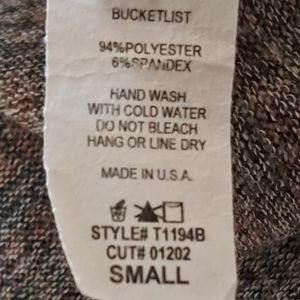 BUCKETLIST
94%POLYESTER
6%SPANDEX
HAND WASH
WITH COLD WATER
DO NOT BLEACH
HANG OR LINE DRY
MADE IN U.S.A.
STYLE# T1194B
CUT# 01202
SMALL